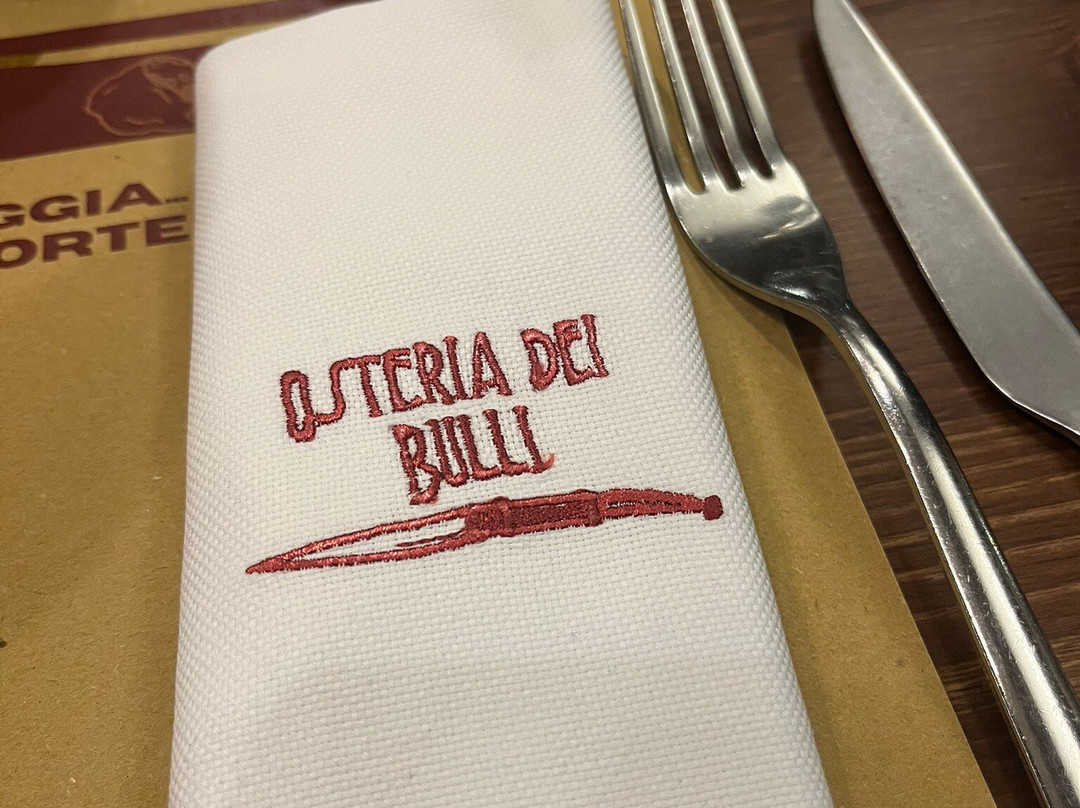 GGIA...
ORTE
OSTERIA DEI
BULLI